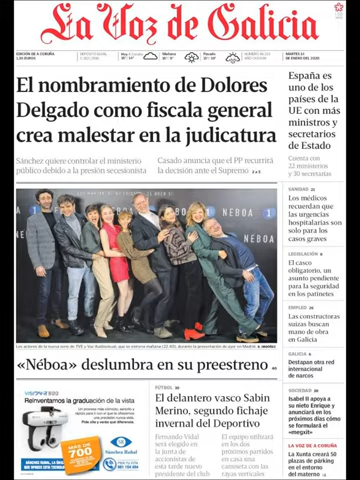 La Voz de Galicia
EDICIÓN DE A CORUÑA
MARTES 14
DE ENERO DEL 2020
Mañana
Pasado
El nombramiento de Dolores
Delgado como fiscala general
crea malestar en la judicatura
Sánchez quiere controlar el ministerio
público debido a la presión secesionista
Casado anuncia que el PP recurrirá
la decisión ante el Supremo
España es
uno de los
países de la
UE con más
ministros y
secretarios
de Estado
Cuenta con
22 ministerios
y 30 secretarías
SANIDAD
Los médicos
recuerdan que
las urgencias
hospitalarias son
solo para los
casos graves
LEGISLACIÓN
El casco
obligatorio, un
asunto pendiente
para la seguridad
en los patinetes
EMPLEO
Las constructoras
suizas buscan
mano de obra
en Galicia
GALICIA
Destapan otra red
internacional
de narcos
SOCIEDAD
Isabel II apoya a
su nieto Enrique y
anunciará en los
próximos días cómo
se formulará el
«megxit»
LA VOZ DE A CORUÑA
La Xunta creará 50
plazas de párking
en el entorno
del materno
NÉBOA
«Néboa» deslumbra en su preestreno
Reinventamos la graduación de la vista
MÁS DE
700
Sánchez Rubal
FÚTBOL
El delantero vasco Sabin
Merino, segundo fichaje
invernal del Deportivo
Fernando Vidal
será elegido en
la junta de
accionistas de
esta tarde nuevo
presidente del club
El equipo utilizará
en los dos
próximos partidos
en casa una
camiseta con las
rayas verticales